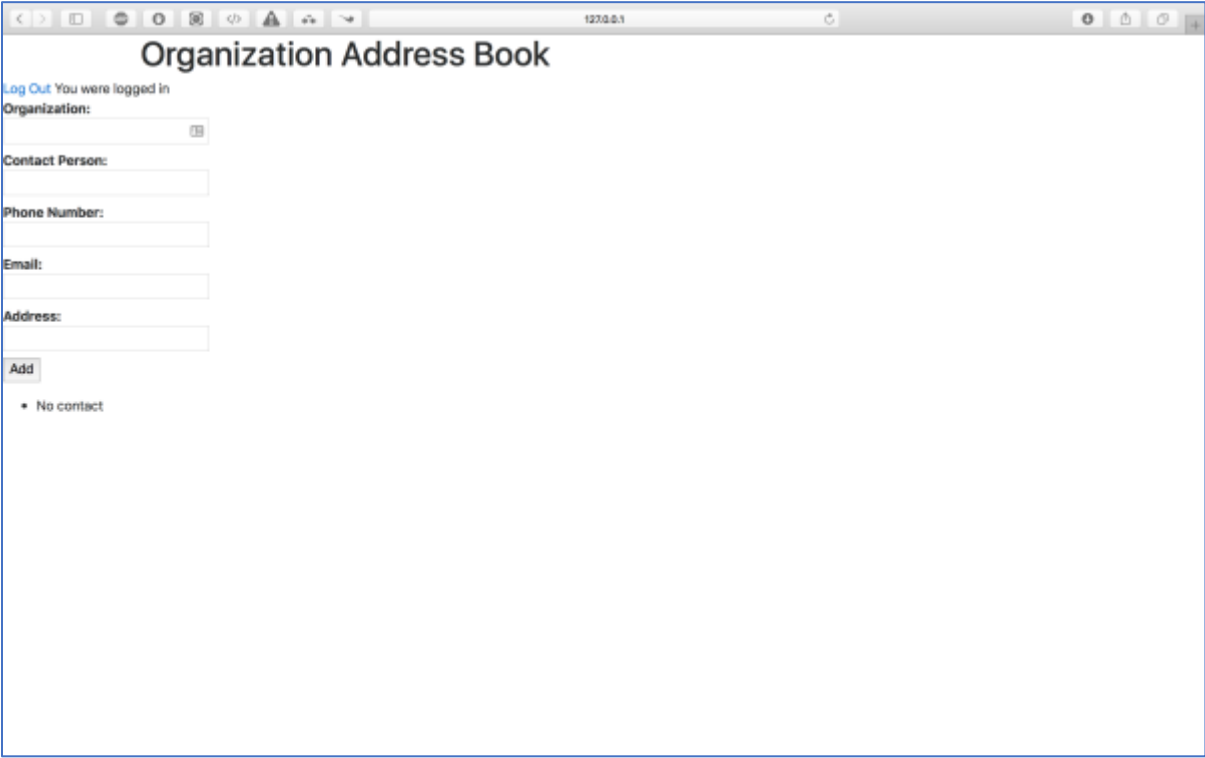 127.0.0.1
Organization Address Book
Log Out You were logged in
Organization:
Contact Person:
Phone Number:
Email:
Address:
Add
• No contact